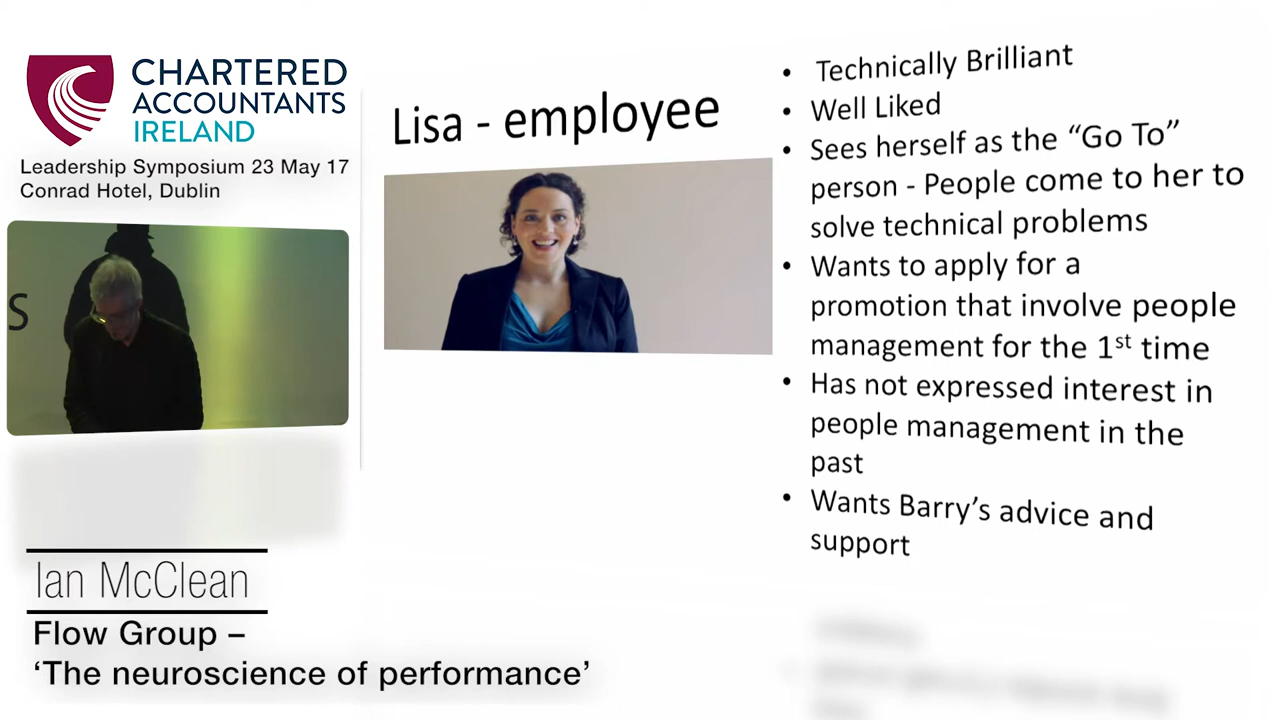 CHARTERED
ACCOUNTANTS
IRELAND
Leadership Symposium 23 May 17
Conrad Hotel, Dublin
S
Ian McClean
Flow Group –
‘The neuroscience of performance’
Lisa - employee
• Technically Brilliant
• Well Liked
• Sees herself as the “Go To”
person - People come to her to
solve technical problems
• Wants to apply for a
promotion that involve people
management for the 1st time
• Has not expressed interest in
people management in the
past
• Wants Barry’s advice and
support